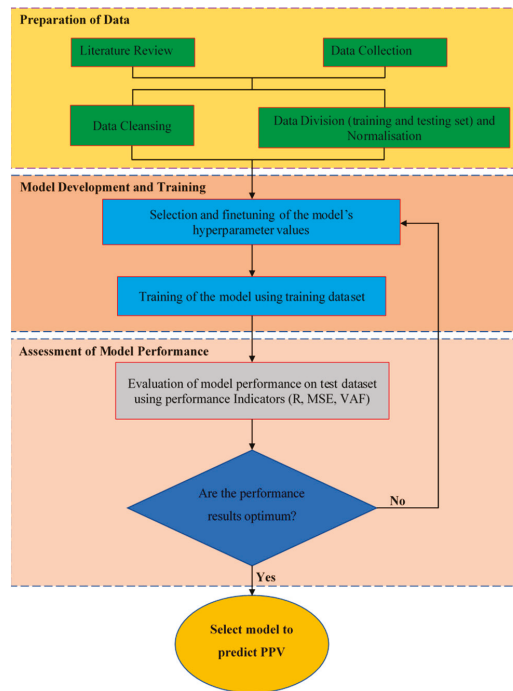 Preparation of Data
Literature Review
Data Collection
Data Cleansing
Data Division (training and testing set) and
Normalisation
Model Development and Training
Selection and finetuning of the model's
hyperparameter values
Training of the model using training dataset
Assessment of Model Performance
Evaluation of model performance on test dataset
using performance Indicators (R, MSE, VAF)
Are the performance
results optimum?
No
Yes
Select model to
predict PPV